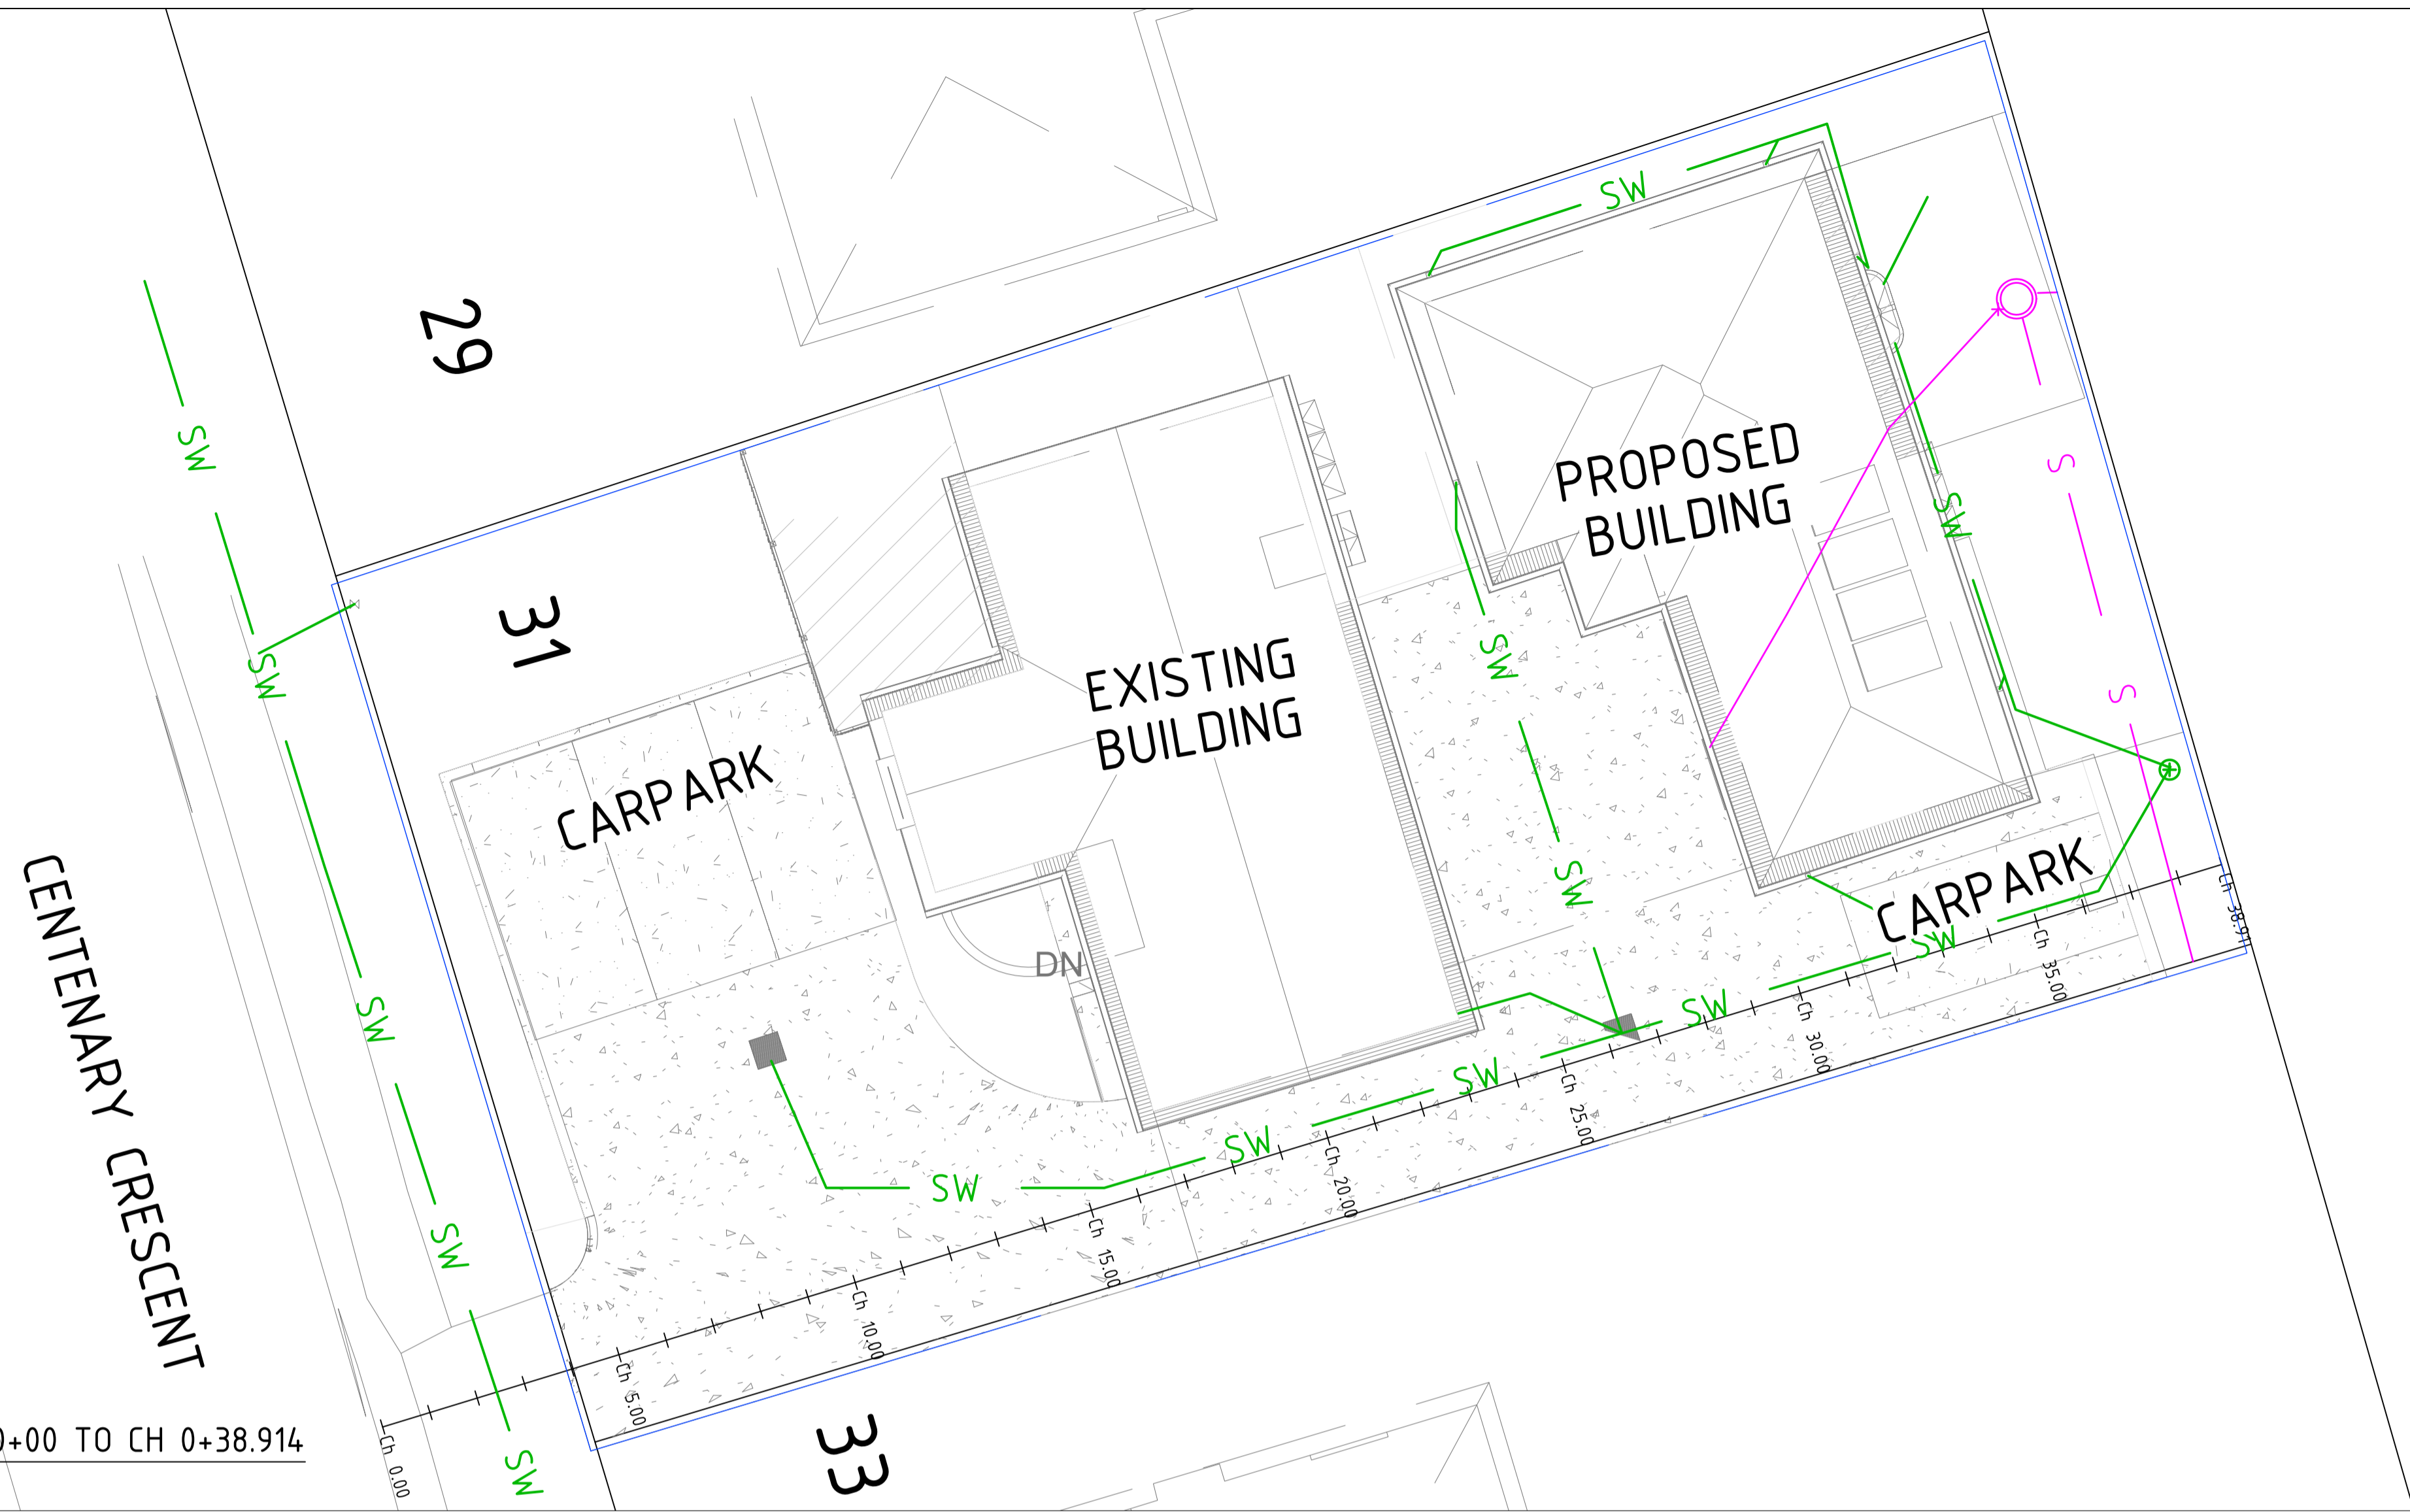 29
SW
SW
SW
31
SW
PROPOSED
BUILDING
S
SW
SW
EXISTING
BUILDING
SW
S
CARPARK
CENTENARY CRESCENT
SW
CARPARK
Ch 38.91
DN
SW
SW
SW
Ch 35.00
SW
Ch 30.00
SW
Ch 25.00
SW
SW
Ch 20.00
Ch 15.00
SW
Ch 10.00
Ch 5.00
33
0+00 TO CH 0+38.914
Ch 0.00
SW